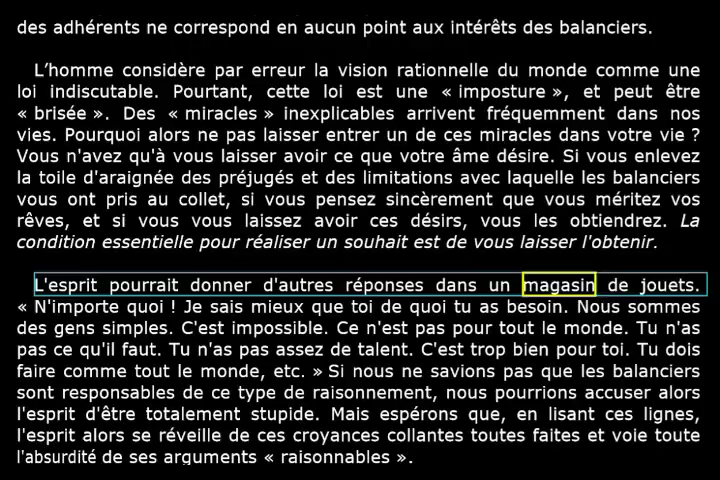 des adhérents ne correspond en aucun point aux intérêts des balanciers.
L’homme considère par erreur la vision rationnelle du monde comme une
loi indiscutable. Pourtant, cette loi est une « imposture », et peut être
« brisée ». Des « miracles » inexplicables arrivent fréquemment dans nos
vies. Pourquoi alors ne pas laisser entrer un de ces miracles dans votre vie ?
Vous n'avez qu'à vous laisser avoir ce que votre âme désire. Si vous enlevez
la toile d'araignée des préjugés et des limitations avec laquelle les balanciers
vous ont pris au collet, si vous pensez sincèrement que vous méritez vos
rêves, et si vous vous laissez avoir ces désirs, vous les obtiendrez. La
condition essentielle pour réaliser un souhait est de vous laisser l'obtenir.
L'esprit pourrait donner d'autres réponses dans un magasin de jouets.
« N'importe quoi ! Je sais mieux que toi de quoi tu as besoin. Nous sommes
des gens simples. C'est impossible. Ce n'est pas pour tout le monde. Tu n'as
pas ce qu'il faut. Tu n'as pas assez de talent. C'est trop bien pour toi. Tu dois
faire comme tout le monde, etc. » Si nous ne savions pas que les balanciers
sont responsables de ce type de raisonnement, nous pourrions accuser alors
l'esprit d'être totalement stupide. Mais espérons que, en lisant ces lignes,
l'esprit alors se réveille de ces croyances collantes toutes faites et voie toute
l'absurdité de ses arguments « raisonnables ».